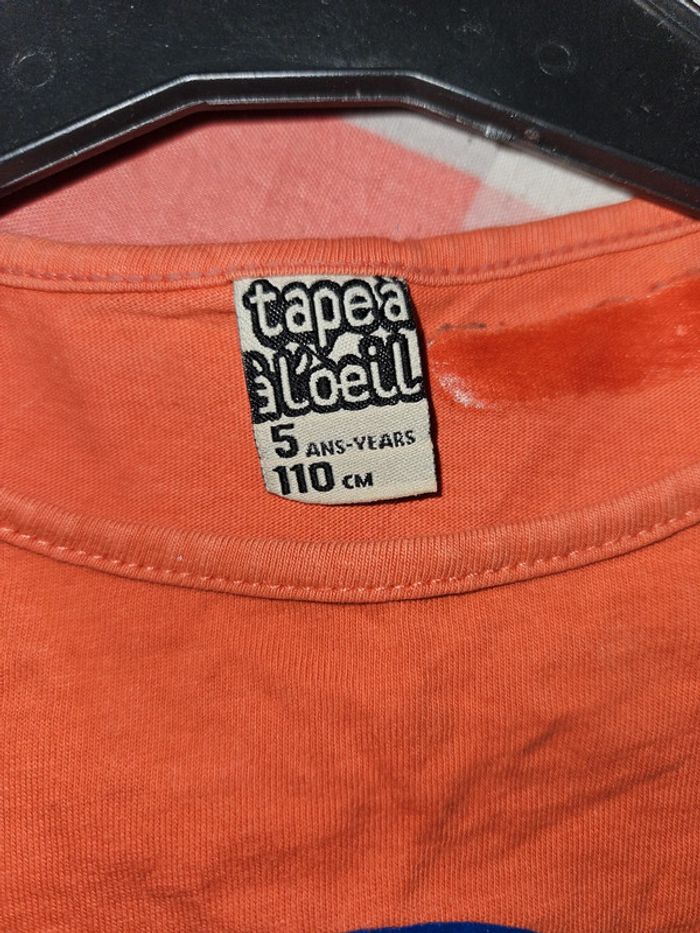 tape à
l'oeil
5 ANS-YEARS
110 CM